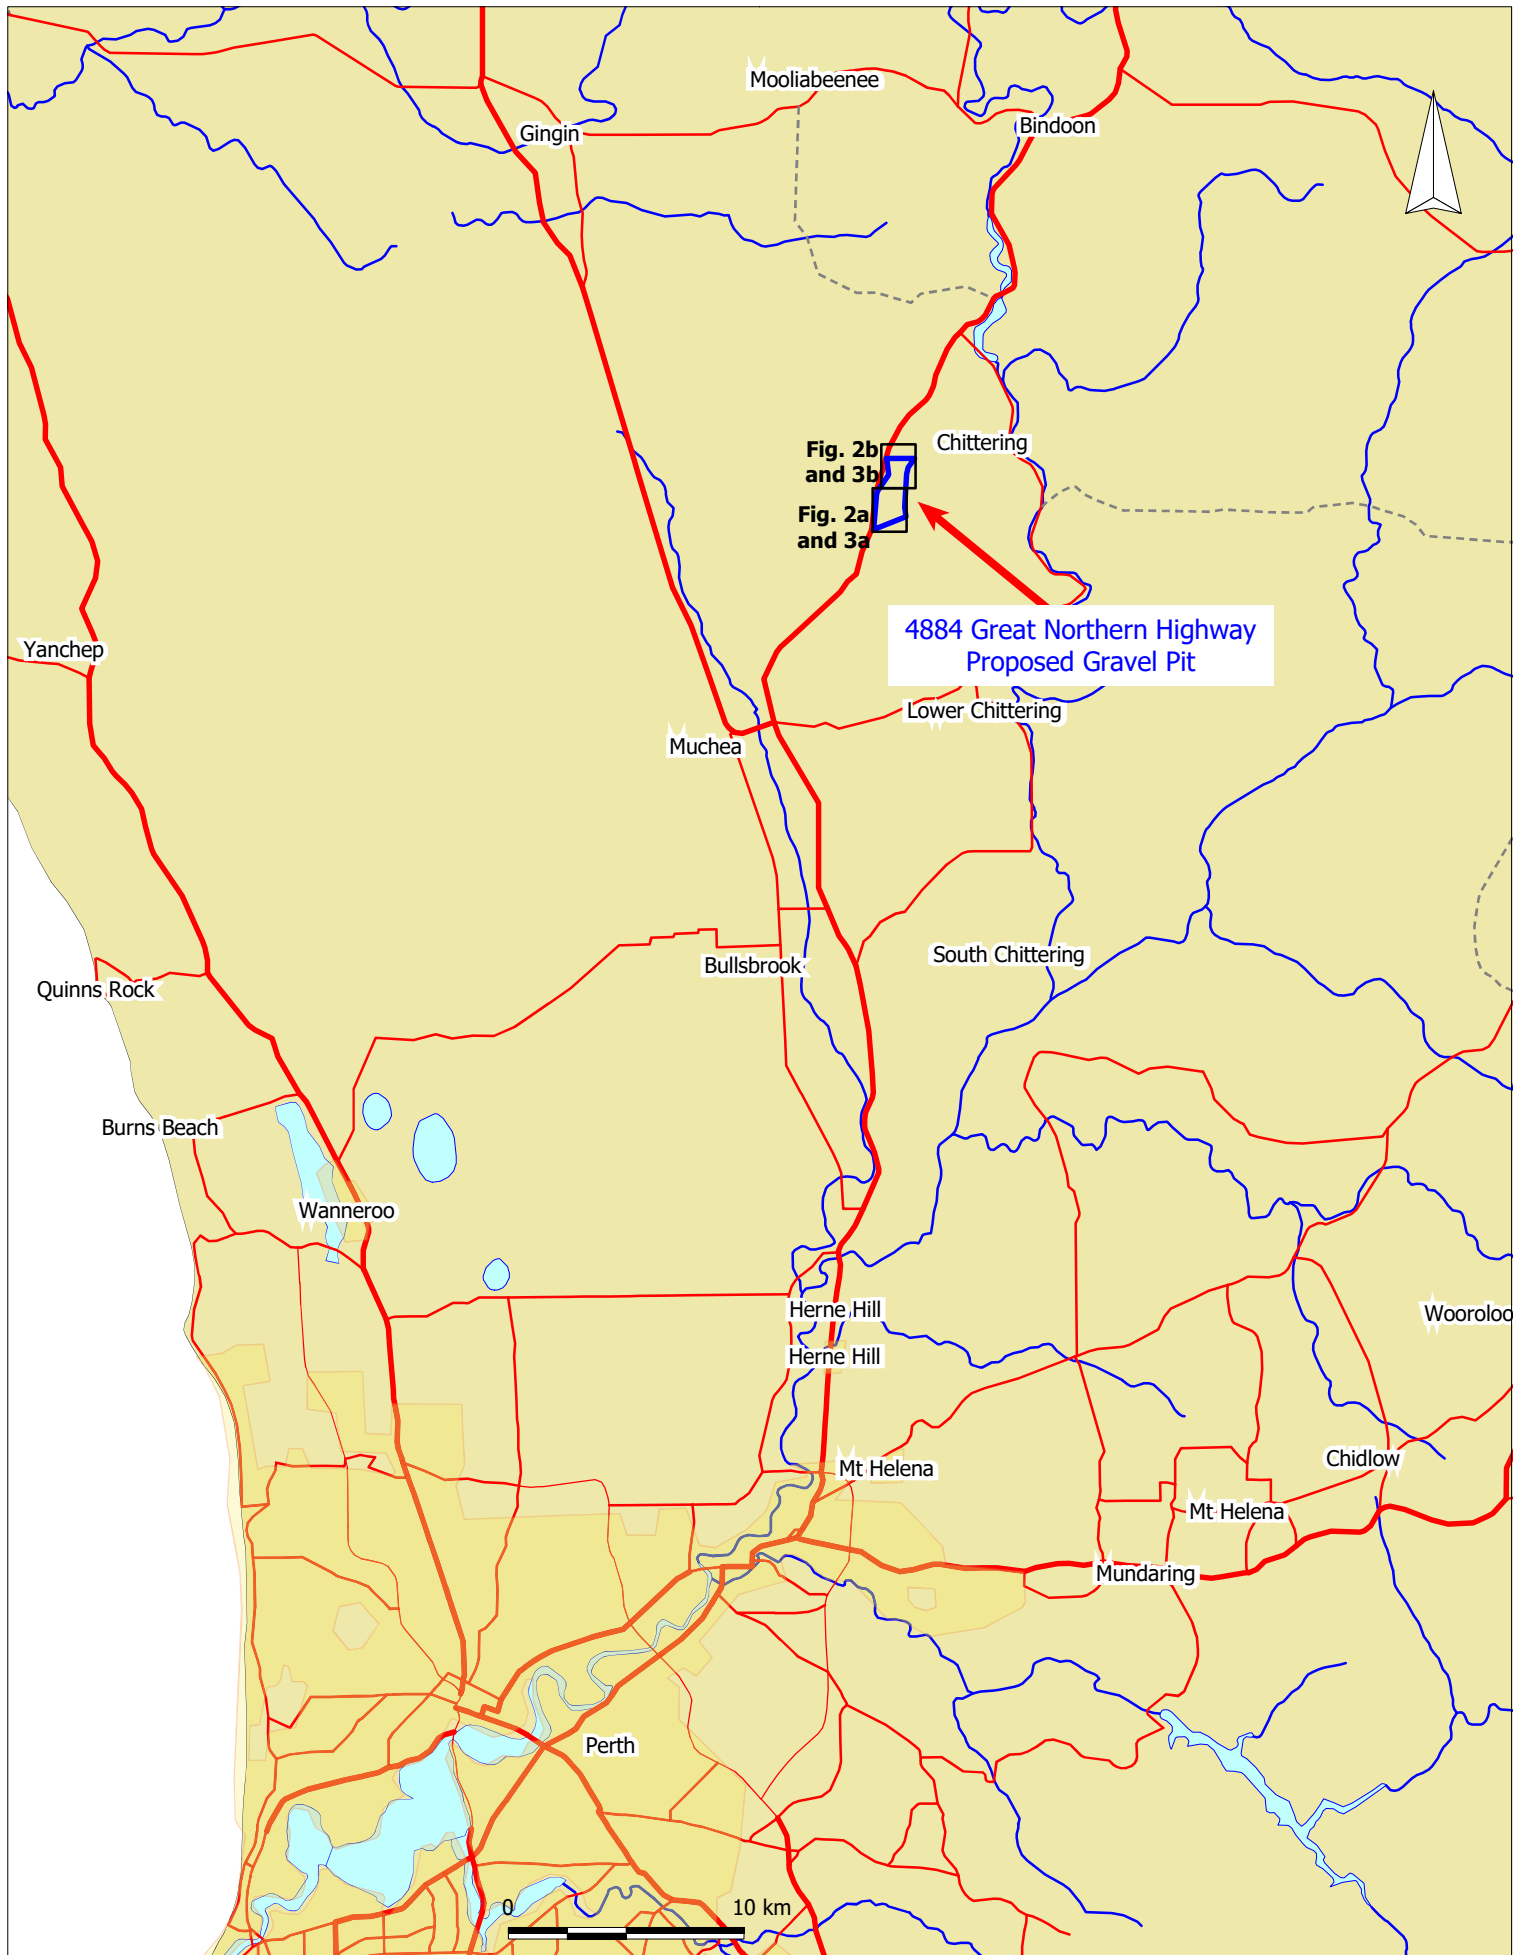 Mooliabeenee
Gingin
Bindoon
Fig. 2b
and 3b
Chittering
Fig. 2a
and 3a
4884 Great Northern Highway
Proposed Gravel Pit
Yanchep
Lower Chittering
Muchea
South Chittering
Bullsbrook
Quinns Rock
Burns Beach
Wanneroo
Herne Hill
Wooroloo
Herne Hill
Chidlow
Mt Helena
Mt Helena
Mundaring
Perth
0 10 km